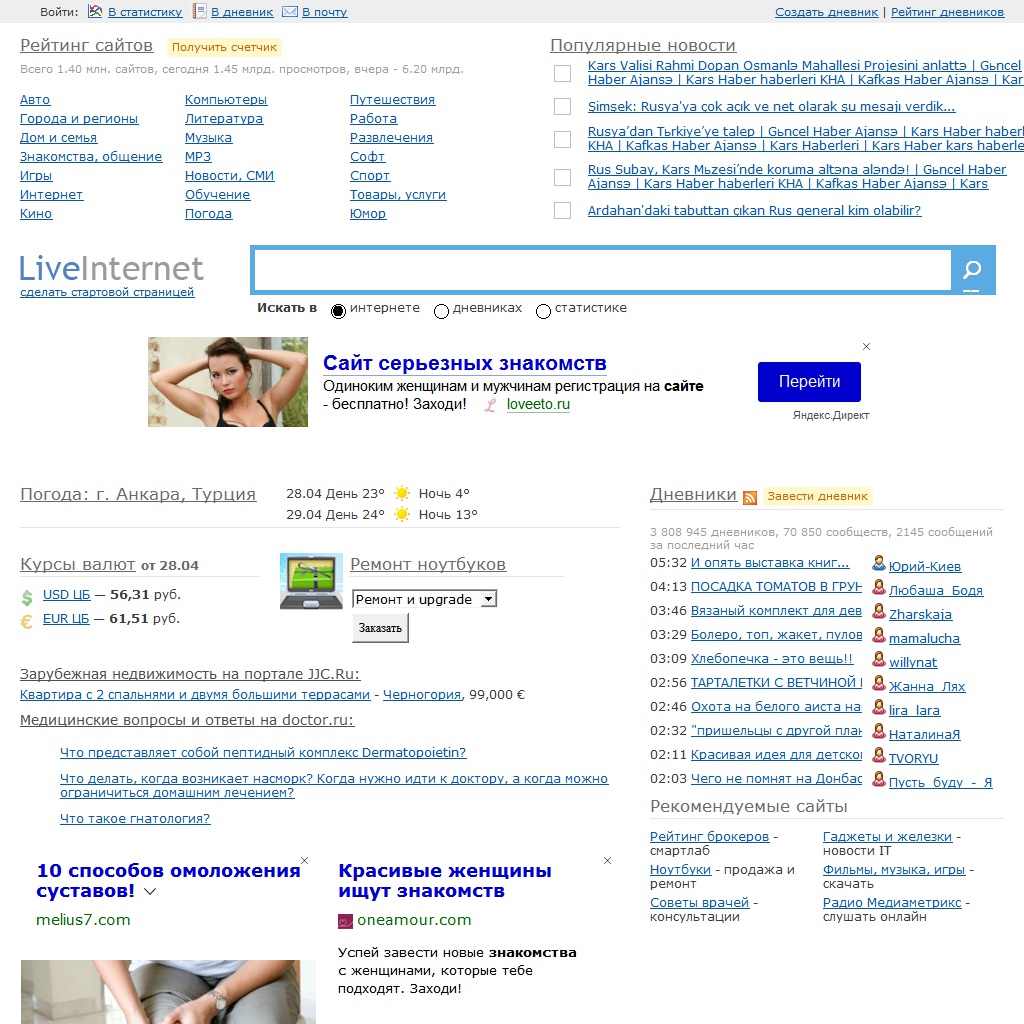 Войти: В статистику В дневник В почту
Создать дневник | Рейтинг дневников
Рейтинг сайтов Получить счетчик
Всего 1.40 млн. сайтов, сегодня 1.45 млрд. просмотров, вчера - 6.20 млрд.
Авто Компьютеры Путешествия
Города и регионы Литература Работа
Дом и семья Музыка Развлечения
Знакомства, общение MP3 Софт
Игры Новости, СМИ Спорт
Интернет Обучение Товары, услуги
Кино Погода Юмор
Популярные новости
Kars Valisi Rahmi Dopan Osmanlэ Mahallesi Projesini anlattэ | Gьncel
Haber Ajansэ | Kars Haber haberleri KHA | Kafkas Haber Ajansэ | Kar
Şimşek: Rusya'ya çok açık ve net olarak şu mesajı verdik...
Rusya'dan Tьrkiye'ye talep | Gьncel Haber Ajansэ | Kars Haber haberl
KHA | Kafkas Haber Ajansэ | Kars Haberleri | Kars Haber kars haberle
Rus Subay, Kars Mьzesi'nde koruma altэna alэndэ! | Gьncel Haber
Ajansэ | Kars Haber haberleri KHA | Kafkas Haber Ajansэ | Kars
Ardahan'daki tabuttan çıkan Rus general kim olabilir?
LiveInternet
сделать стартовой страницей
Искать в интернете дневниках статистике
Сайт серьезных знакомств
Одиноким женщинам и мужчинам регистрация на сайте
- бесплатно! Заходи! loveeto.ru
Перейти
Яндекс.Директ
Погода: г. Анкара, Турция
28.04 День 23° Ночь 4°
29.04 День 24° Ночь 13°
Курсы валют от 28.04
$ USD ЦБ — 56,31 руб.
€ EUR ЦБ — 61,51 руб.
Ремонт ноутбуков
Ремонт и upgrade
Заказать
Зарубежная недвижимость на портале JJC.Ru:
Квартира с 2 спальнями и двумя большими террасами - Черногория, 99,000 €
Медицинские вопросы и ответы на doctor.ru:
Что представляет собой пептидный комплекс Dermatopoietin?
Что делать, когда возникает насморк? Когда нужно идти к доктору, а когда можно
ограничиться домашним лечением?
Что такое гнатология?
10 способов омоложения
суставов!
melius7.com
Красивые женщины
ищут знакомств
oneamour.com
Успей завести новые знакомства
с женщинами, которые тебе
подходят. Заходи!
Дневники Завести дневник
3 808 945 дневников, 70 850 сообществ, 2145 сообщений
за последний час
05:32 И опять выставка книг... Юрий-Киев
04:13 ПОСАДКА ТОМАТОВ В ГРУН Любаша_Бодя
03:46 Вязаный комплект для дев Zharskaja
03:29 Болеро, топ, жакет, пулов mamalucha
03:09 Хлебопечка - это вещь!! willynat
02:56 ТАРТАЛЕТКИ С ВЕТЧИНОЙ И Жанна_Лях
02:46 Охота на белого аиста на lira_lara
02:32 "пришельцы с другой план НаталинаЯ
02:11 Красивая идея для детског TVORYU
02:03 Чего не помнят на Донбас Пусть_буду_-_Я
Рекомендуемые сайты
Рейтинг брокеров -
смартлаб
Ноутбуки - продажа и
ремонт
Советы врачей -
консультации
Гаджеты и железки -
новости IT
Фильмы, музыка, игры -
скачать
Радио Медиаметрикс -
слушать онлайн